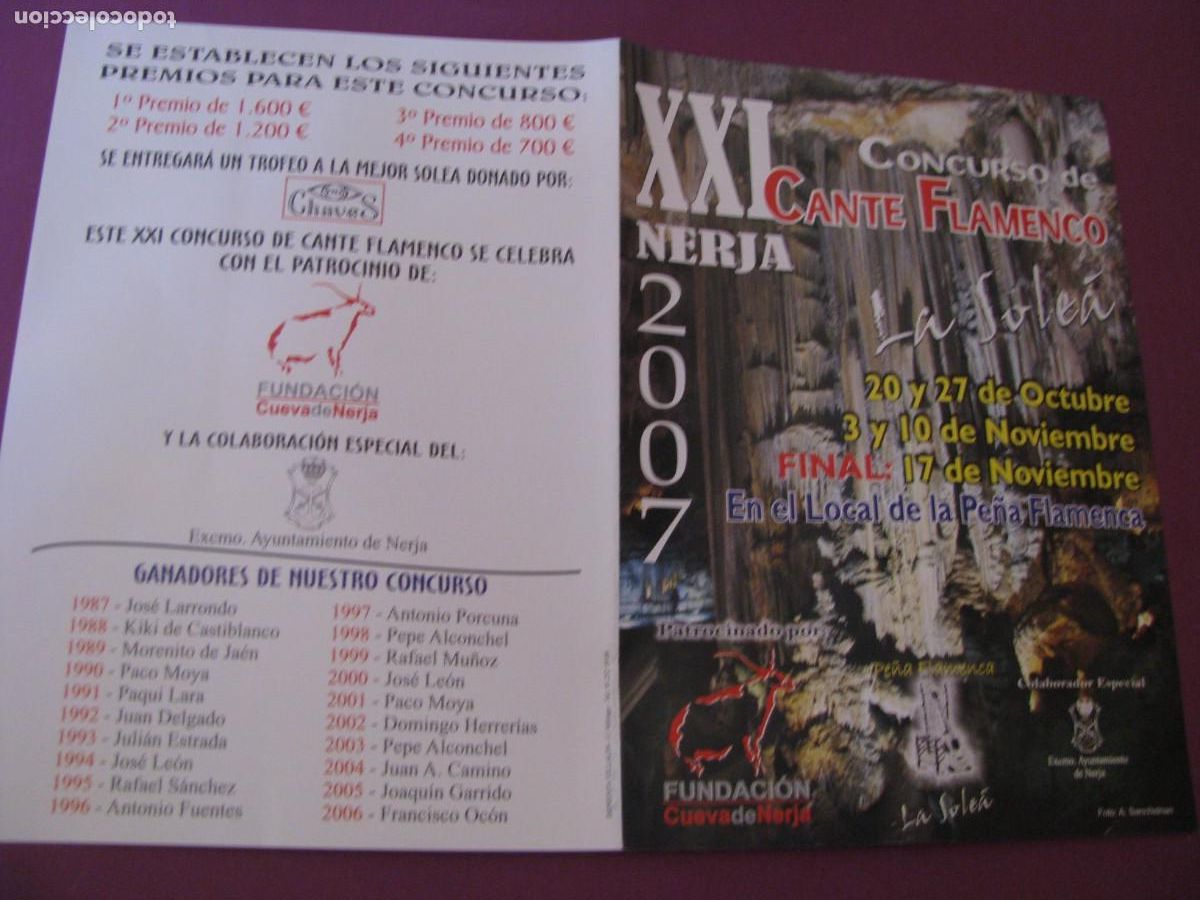 todocoleccion
SE ESTABLECEN LOS SIGUIENTES
PREMIOS PARA ESTE CONCURSO:
1º Premio de 1.600 €
2º Premio de 1.200 €
3º Premio de 800 €
4º Premio de 700 €
SE ENTREGARÁ UN TROFEO A LA MEJOR SOLEA DONADO POR:
Chaves
ESTE XXI CONCURSO DE CANTE FLAMENCO SE CELEBRA
CON EL PATROCINIO DE:
FUNDACIÓN
CuevadeNerja
Y LA COLABORACIÓN ESPECIAL DEL:
Excmo. Ayuntamiento de Nerja
GANADORES DE NUESTRO CONCURSO
1987 - José Larrondo
1988 - Kiki de Castiblanco
1989 - Morenito de Jaén
1990 - Paco Moya
1991 - Paqui Lara
1992 - Juan Delgado
1993 - Julián Estrada
1994 - José León
1995 - Rafael Sánchez
1996 - Antonio Fuentes
1997 - Antonio Porcuna
1998 - Pepe Alconchel
1999 - Rafael Muñoz
2000 - José León
2001 - Paco Moya
2002 - Domingo Herrerías
2003 - Pepe Alconchel
2004 - Juan A. Camino
2005 - Joaquín Garrido
2006 - Francisco Ocón
XXI
CONCURSO de
CANTE FLAMENCO
NERJA
2007
La Soleá
20 y 27 de Octubre
3 y 10 de Noviembre
FINAL: 17 de Noviembre
En el Local de la Peña Flamenca
Patrocinado por
FUNDACIÓN
CuevadeNerja
Peña Flamenca
La Soleá
Colaborador Especial
Excmo. Ayuntamiento
de Nerja
Foto: A.